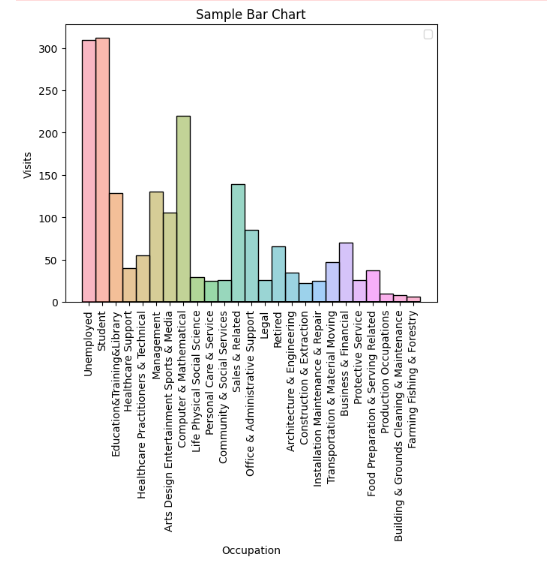 Sample Bar Chart
Visits
300
250
200
150
100
50
0
Unemployed
Student
Education&Training&Library
Healthcare Support
Healthcare Practitioners & Technical
Management
Arts Design Entertainment Sports & Media
Computer & Mathematical
Life Physical Social Science
Personal Care & Service
Community & Social Services
Sales & Related
Office & Administrative Support
Legal
Retired
Architecture & Engineering
Construction & Extraction
Installation Maintenance & Repair
Transportation & Material Moving
Business & Financial
Protective Service
Food Preparation & Serving Related
Production Occupations
Building & Grounds Cleaning & Maintenance
Farming Fishing & Forestry
Occupation